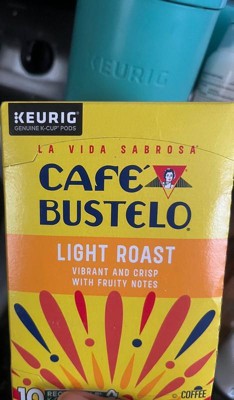 KEURIG
KEURIG®
GENUINE K-CUP® PODS
LA VIDA SABROSA
CAFÉ
BUSTELO®
LIGHT ROAST
VIBRANT AND CRISP
WITH FRUITY NOTES
10
COFFEE